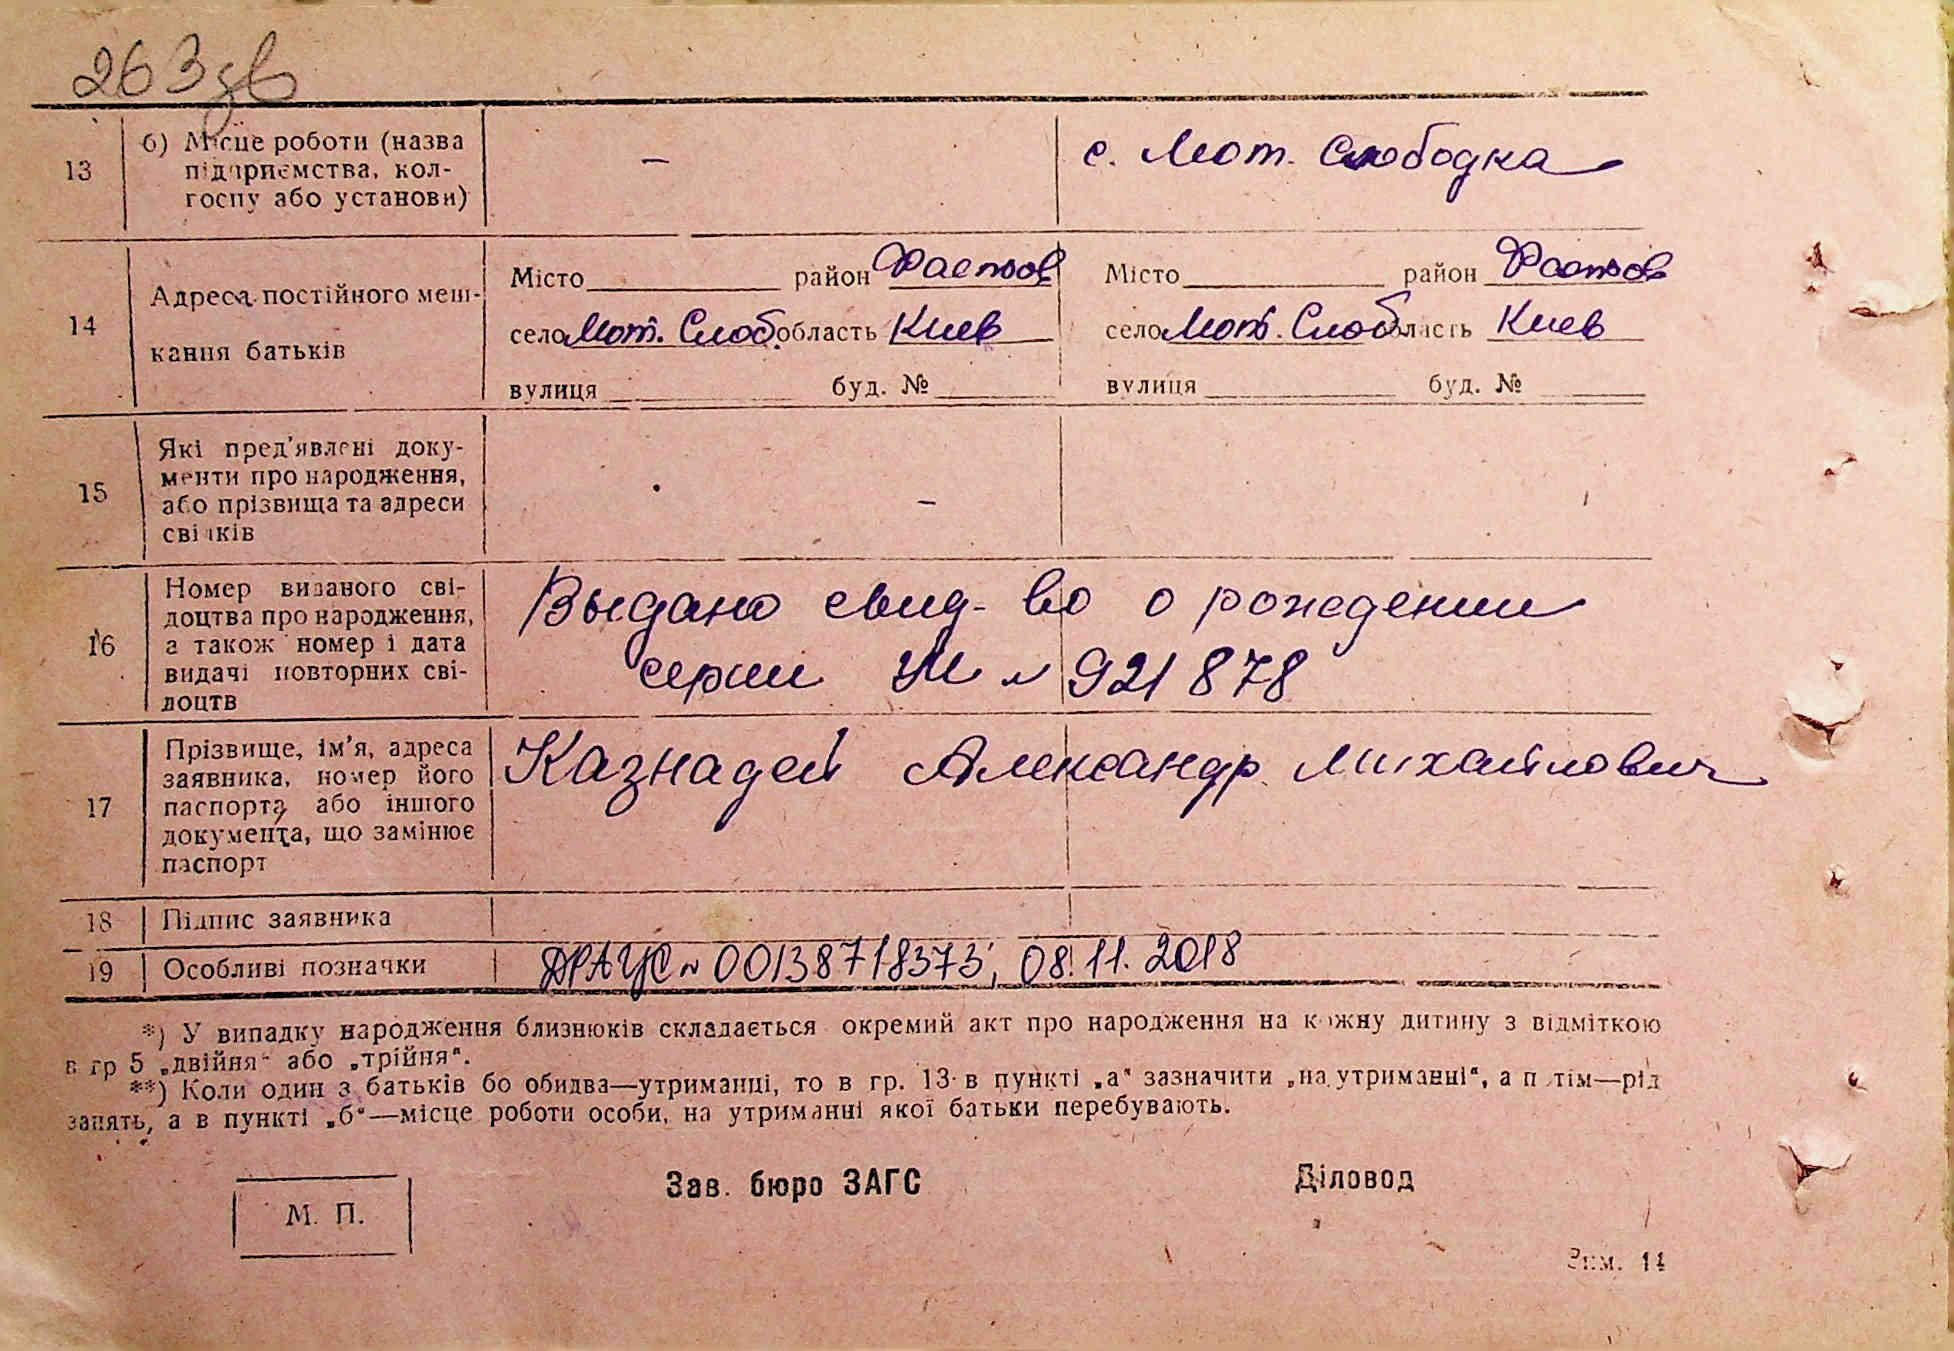 263зв
13
б) Місце роботи (назва
підприємства, кол-
госпу або установи)
—
с. Мот. Слободка
14
Адреса постійного меш-
кання батьків
Місто район Фастов
село Мот. Слоб. область Киев
вулиця буд. №
Місто район Фастов
село Мот. Слоб область Киев
вулиця буд. №
15
Які пред'явлені доку-
менти про народження,
або прізвища та адреси
свідків
—
16
Номер виданого сві-
доцтва про народження,
а також номер і дата
видачі повторних сві-
доцтв
Выдано свид-во о рождении
серии № 921878
17
Прізвище, ім'я, адреса
заявника, номер його
паспорта або іншого
документа, що замінює
паспорт
Казнадей Александр Михайлович
18
Підпис заявника
19
Особливі позначки
ДРАЦС № 00138718373; 08.11.2018
*) У випадку народження близнюків складається окремий акт про народження на кожну дитину з відміткою
в гр 5 „двійня“ або „трійня“.
**) Коли один з батьків бо обидва—утриманці, то в гр. 13 в пункті „а“ зазначити „на утриманні“, а потім—рід
занять, а в пункті „б“—місце роботи особи, на утриманні якої батьки перебувають.
М. П.
Зав. бюро ЗАГС
Діловод
Зим. 14